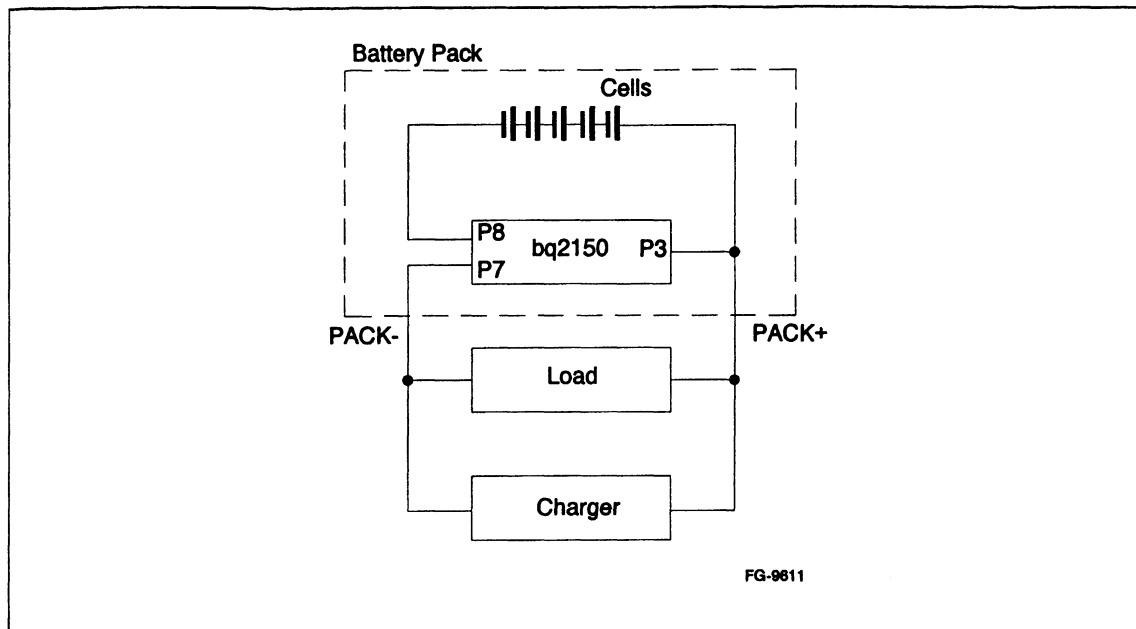 Battery Pack
Cells
P8
bq2150
P3
P7
PACK-
PACK+
Load
Charger
FG-9611